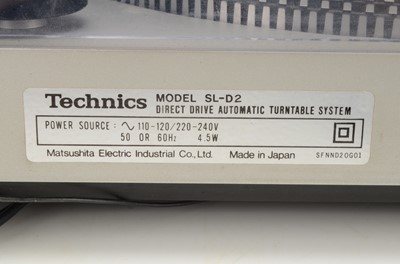 Technics MODEL SL-D2
DIRECT DRIVE AUTOMATIC TURNTABLE SYSTEM
POWER SOURCE : ∿ 110-120/220-240V
50 OR 60Hz 4.5W
Matsushita Electric Industrial Co., Ltd. Made in Japan SFNND20G01